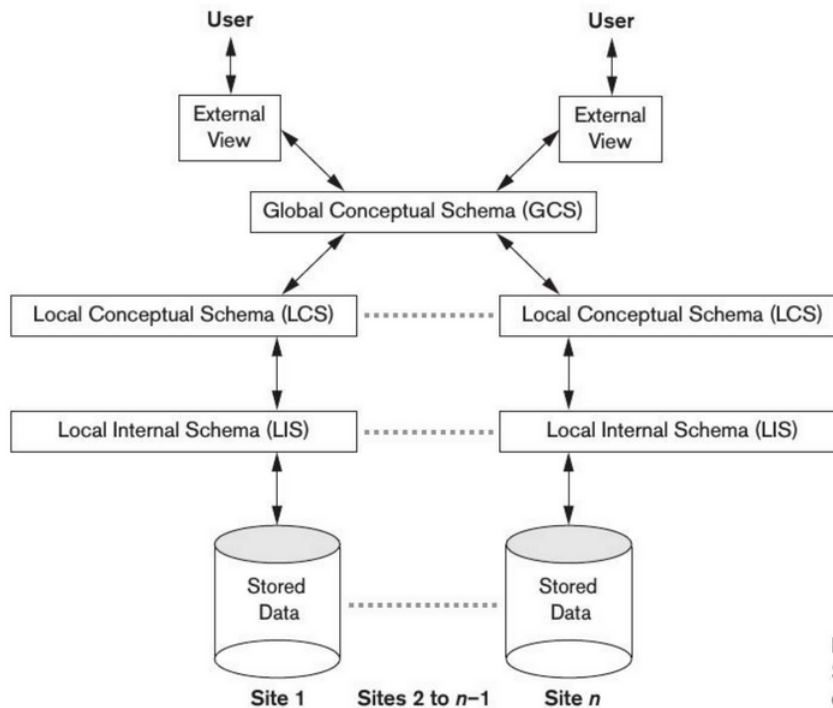 User User
External External
View View
Global Conceptual Schema (GCS)
Local Conceptual Schema (LCS) Local Conceptual Schema (LCS)
Local Internal Schema (LIS) Local Internal Schema (LIS)
Stored Stored
Data Data
Site 1 Sites 2 to n–1 Site n